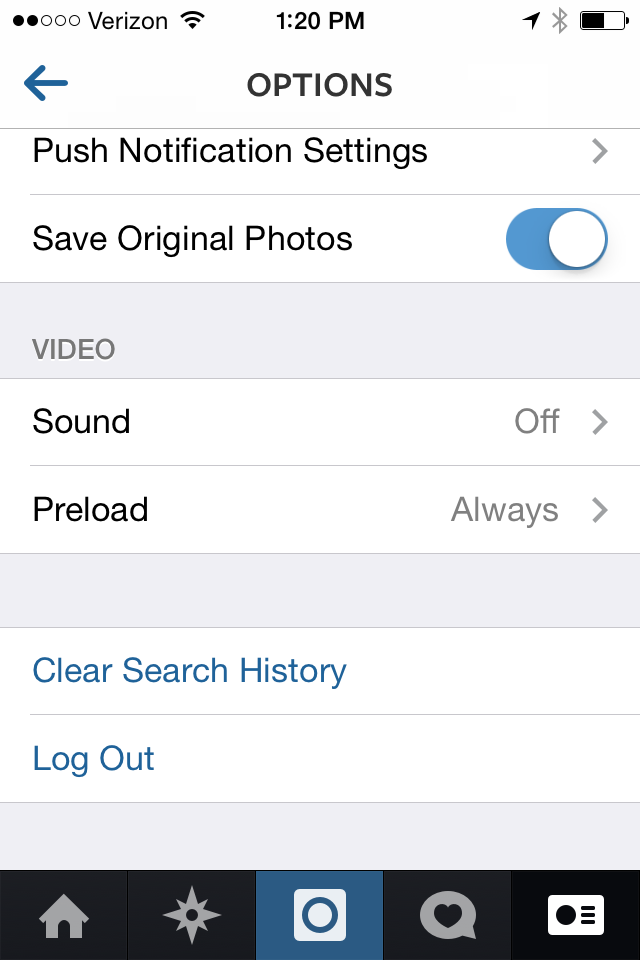 Verizon 1:20 PM
OPTIONS
Push Notification Settings
Save Original Photos
VIDEO
Sound Off
Preload Always
Clear Search History
Log Out